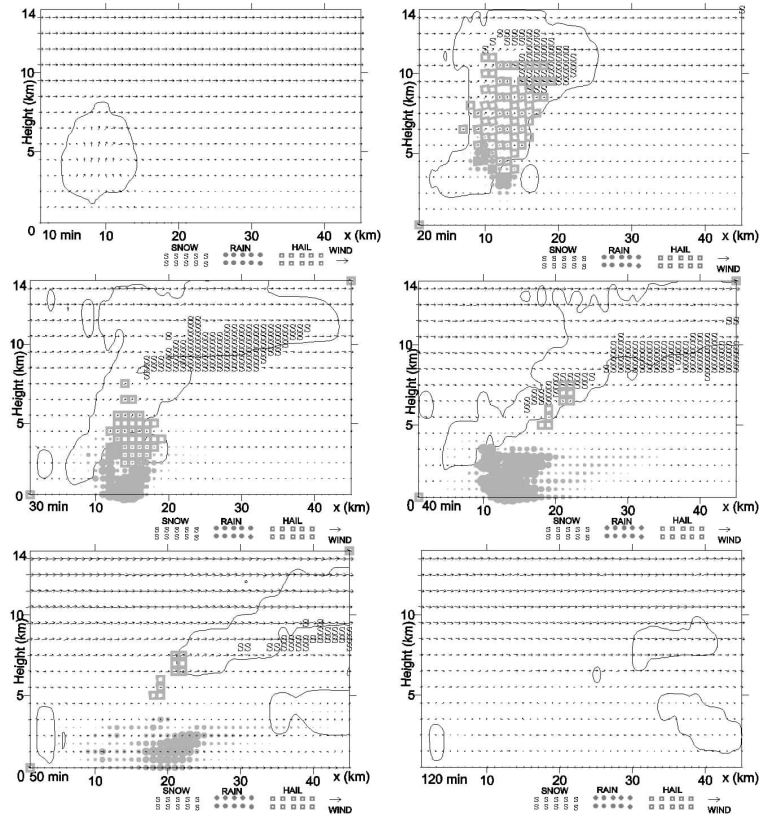 14
10
5
Height (km)
0 10 min 20 30 40 x (km)
SNOW RAIN HAIL
S S S S S
S S S S S
WIND
14
10
5
Height (km)
0 20 min 10 20 30 40 x (km)
SNOW RAIN HAIL
S S S S S
S S S S S
WIND
14
10
5
Height (km)
0 30 min 10 20 30 40 x (km)
SNOW RAIN HAIL
S S S S S
S S S S S
WIND
14
10
5
Height (km)
0 40 min 10 20 30 40 x (km)
SNOW RAIN HAIL
S S S S S
S S S S S
WIND
14
10
5
Height (km)
0 50 min 10 20 30 40 x (km)
SNOW RAIN HAIL
S S S S S
S S S S S
WIND
14
10
5
Height (km)
120 min 10 20 30 40 x (km)
SNOW RAIN HAIL
S S S S S
S S S S S
WIND